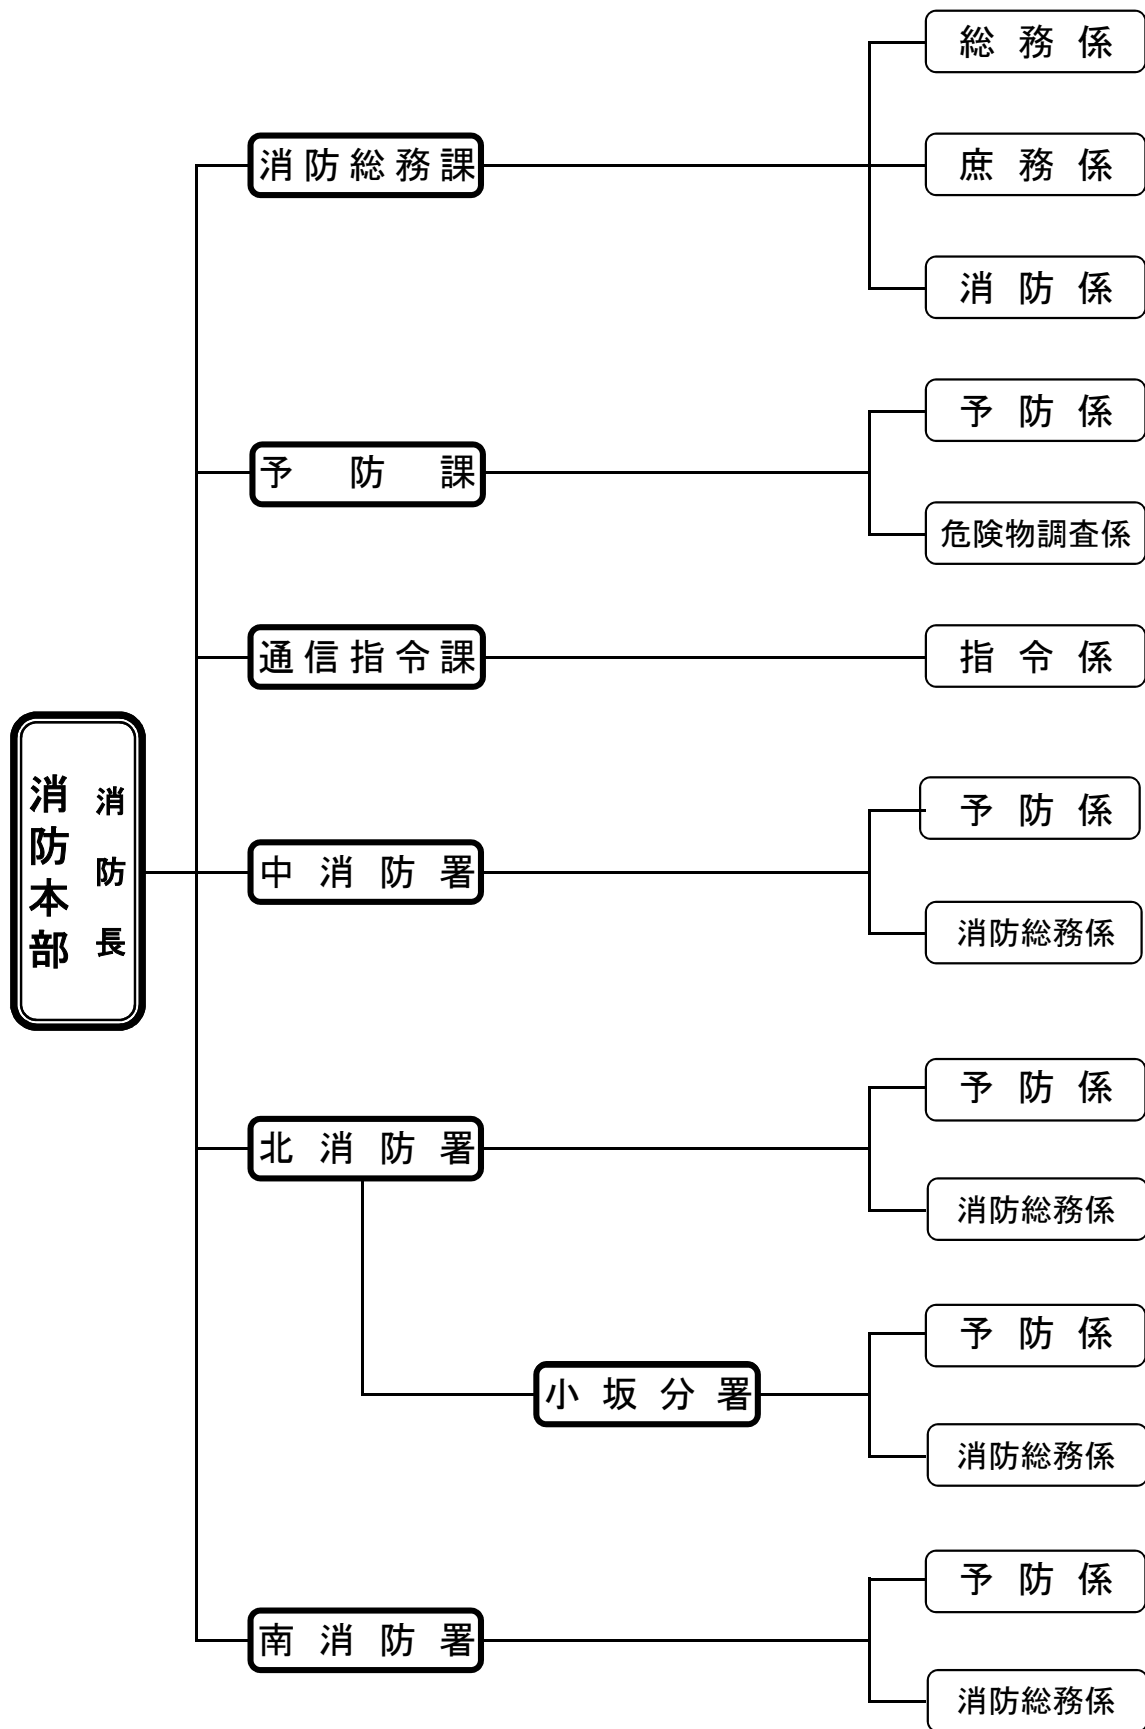 総務係
消防総務課
庶務係
消防係
予防係
予防課
危険物調査係
通信指令課
指令係
消防本部
消防長
予防係
中消防署
消防総務係
予防係
北消防署
消防総務係
予防係
小坂分署
消防総務係
予防係
南消防署
消防総務係